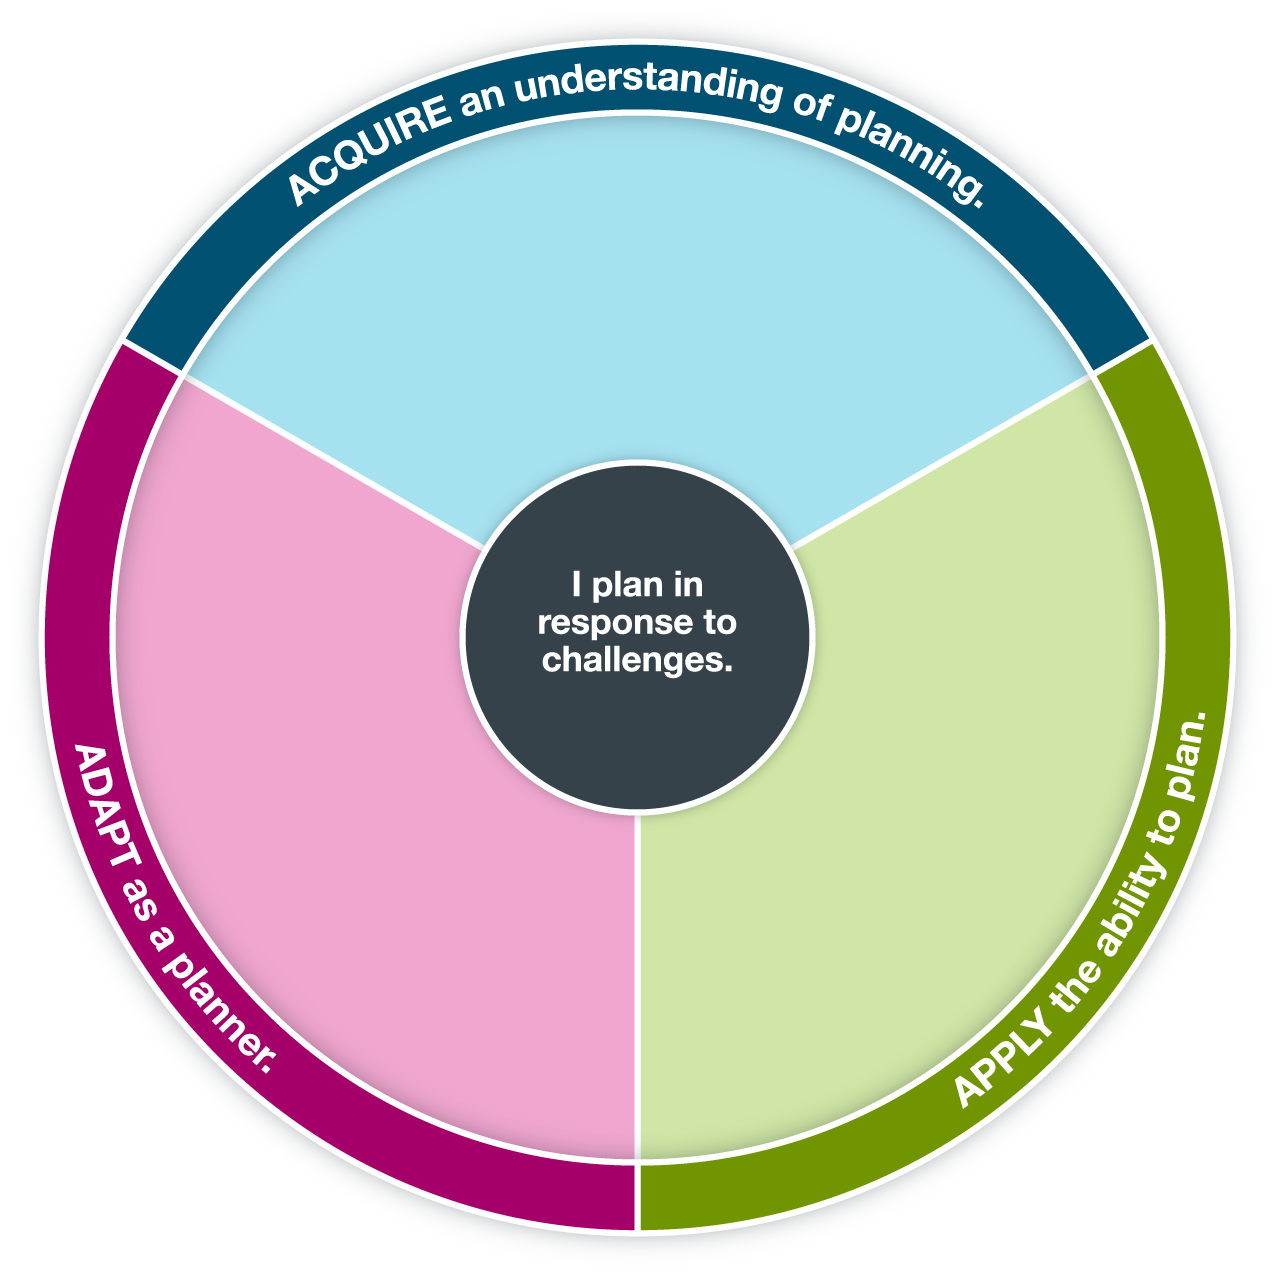 ACQUIRE an understanding of planning.
I plan in
response to
challenges.
APPLY the ability to plan.
ADAPT as a planner.